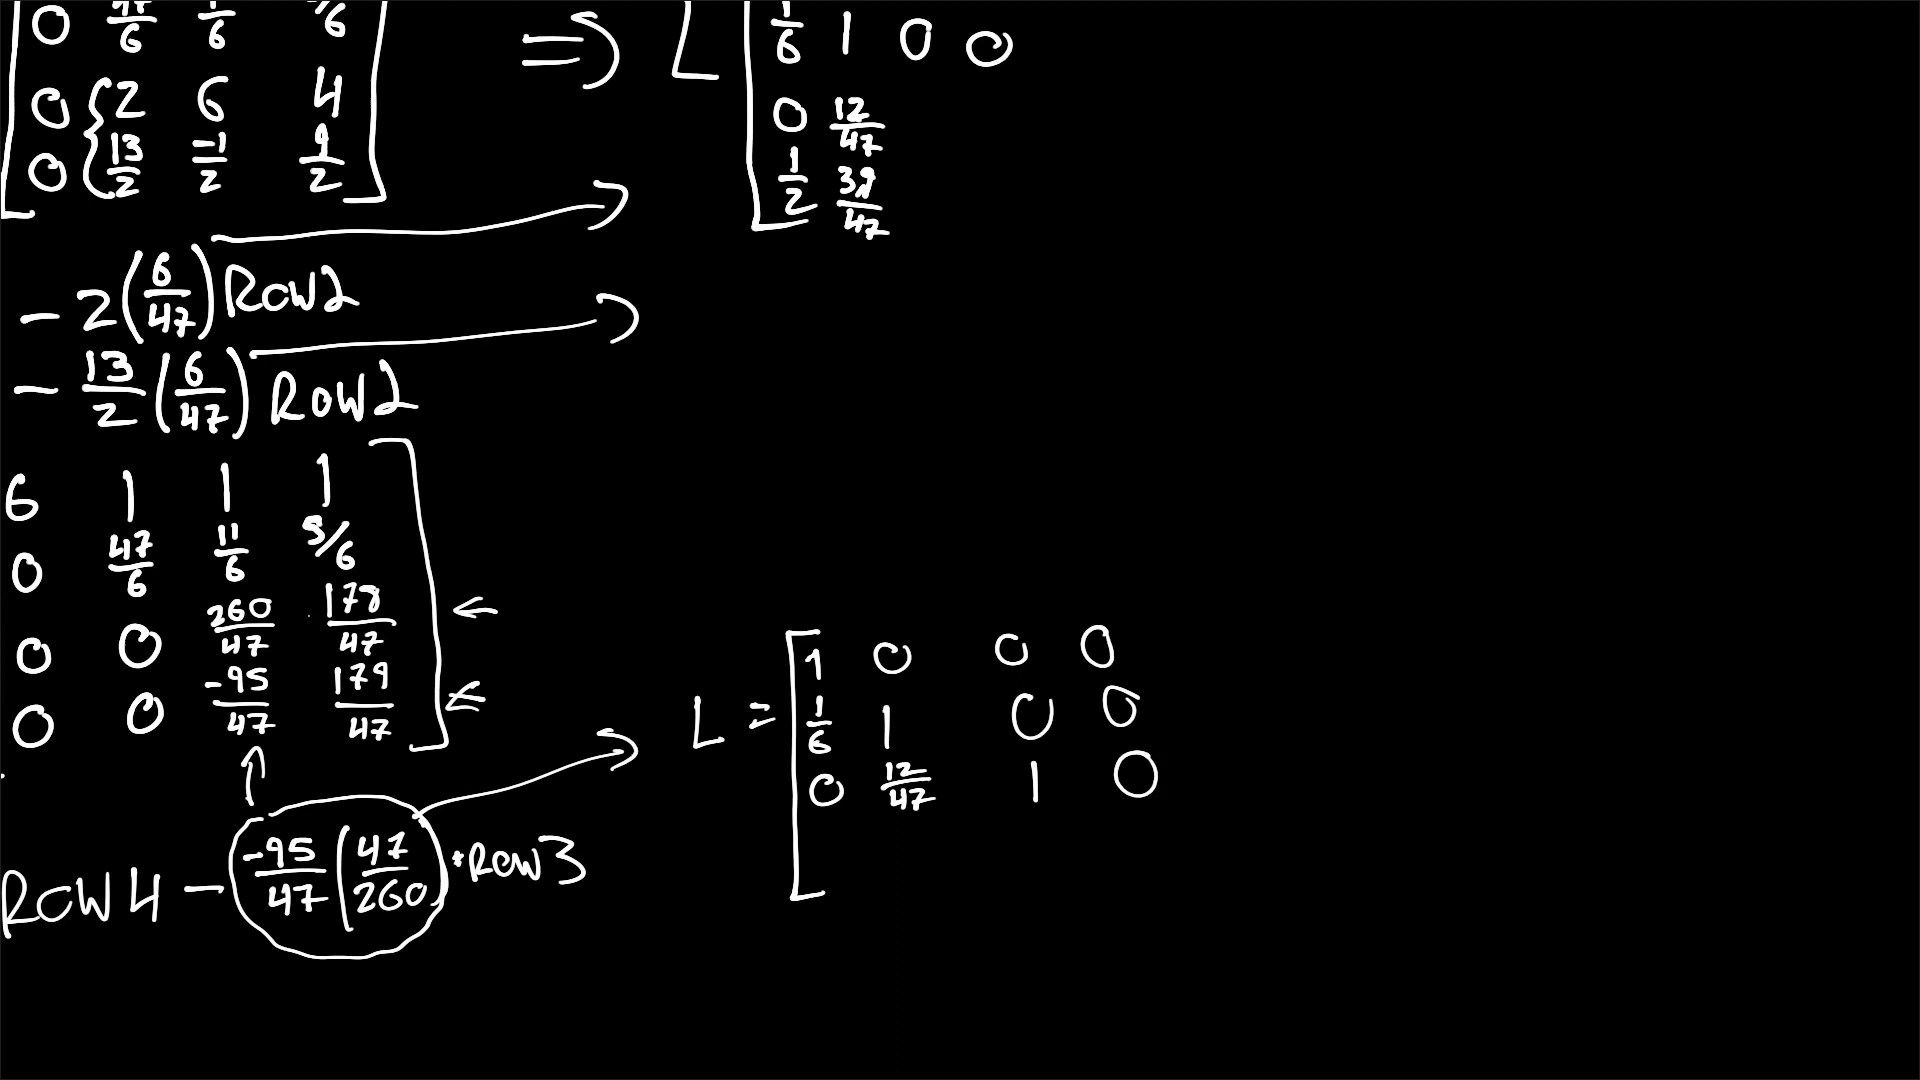 0 47/6 11/6 5/6 ⇒ L [ 1/6 1 0 0
0 2 6 4
0 13/2 -1/2 9/2 ]
0 12/47
1/2 39/47
- 2 (6/47) Row2
- 13/2 (6/47) Row2
6 1 1 1
0 47/6 11/6 5/6
0 0 260/47 178/47 ←
0 0 -95/47 179/47 ←
L = [ 1 0 0 0
1/6 1 0 0
0 12/47 1 0
ROW4 - -95/47 (47/260) * Row3